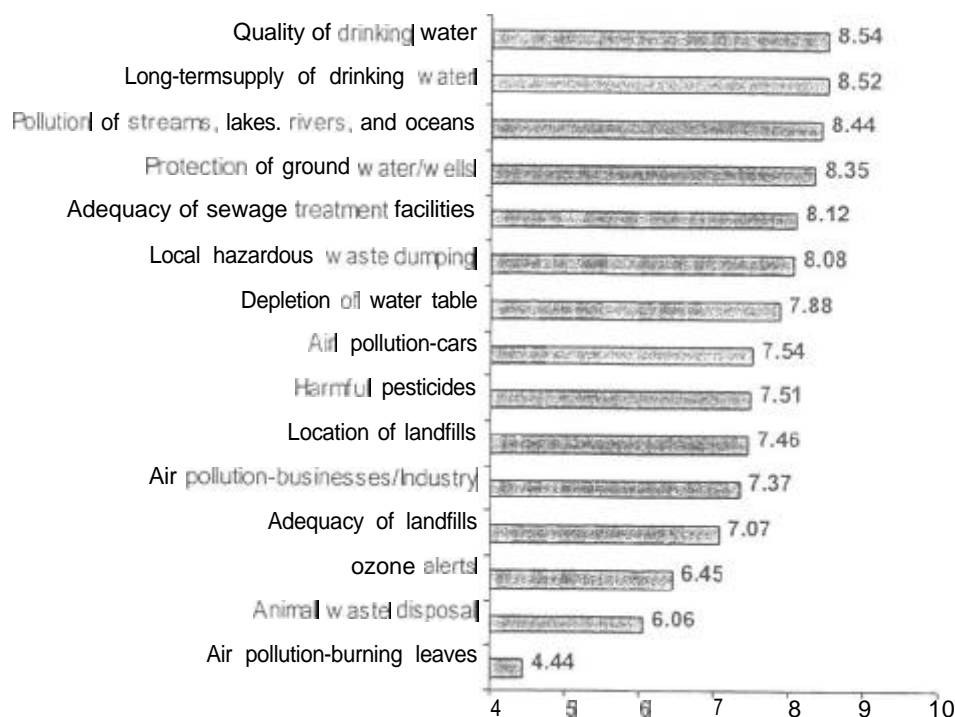 Quality of drinking water 8.54
Long-termsupply of drinking water 8.52
Pollution of streams, lakes. rivers, and oceans 8.44
Protection of ground water/wells 8.35
Adequacy of sewage treatment facilities 8.12
Local hazardous waste dumping 8.08
Depletion of water table 7.88
Air pollution-cars 7.54
Harmful pesticides 7.51
Location of landfills 7.46
Air pollution-businesses/Industry 7.37
Adequacy of landfills 7.07
ozone alerts 6.45
Animal waste disposal 6.06
Air pollution-burning leaves 4.44
4 5 6 7 8 9 10